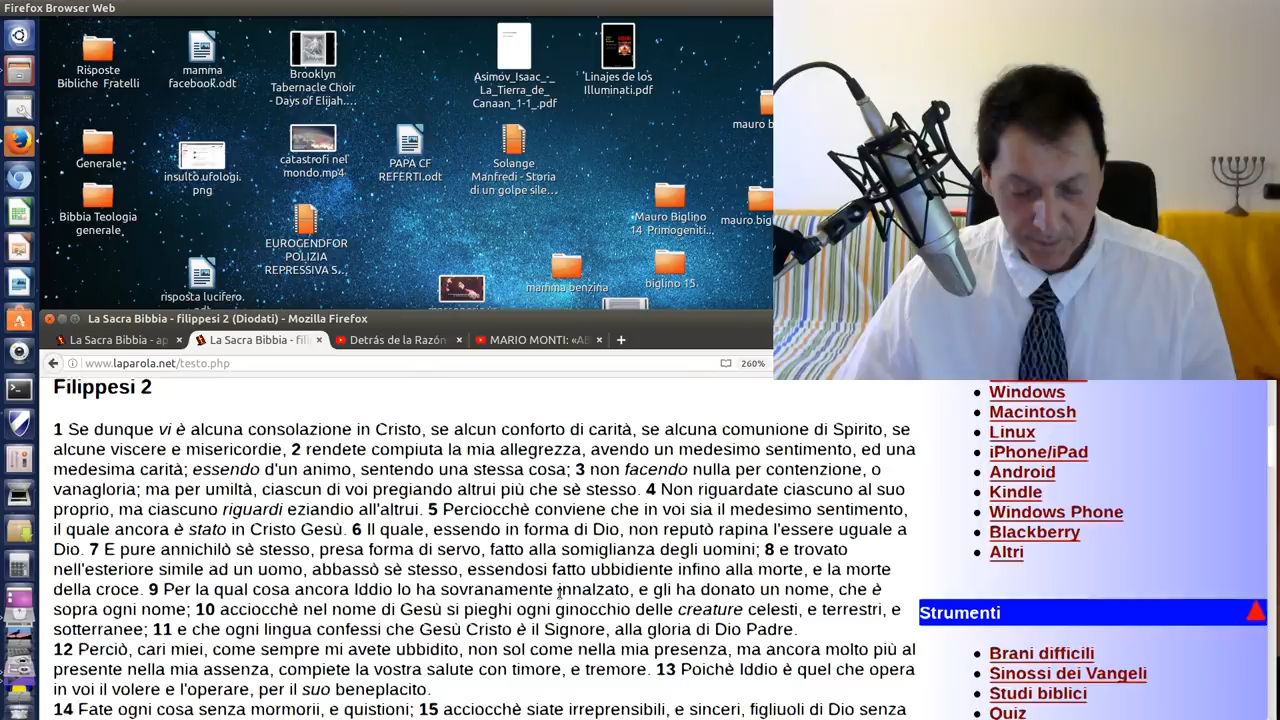 Firefox Browser Web
Risposte
Bibliche Fratelli
mamma
facebook.odt
Brooklyn
Tabernacle Choir
- Days of Elijah....
Asimov_Isaac_-_
La_Tierra_de_
Canaan_1-1_.pdf
Linajes de los
Illuminati.pdf
mauro b
Generale
insulto.ufologi.
png
catastrofi nel
mondo.mp4
PAPA CF
REFERTI.odt
Solange
Manfredi - Storia
di un golpe sile...
Bibbia Teologia
generale
EUROGENDFOR
POLIZIA
REPRESSIVA S...
Mauro Biglino
14 Primogeniti...
mauro.big
risposta lucifero.
mamma benzina
biglino 15.
La Sacra Bibbia - filippesi 2 (Diodati) - Mozilla Firefox
La Sacra Bibbia - ap
La Sacra Bibbia - fili
Detrás de la Razón
MARIO MONTI: «AB
www.laparola.net/testo.php
260%
Filippesi 2
1 Se dunque vi è alcuna consolazione in Cristo, se alcun conforto di carità, se alcuna comunione di Spirito, se
alcune viscere e misericordie, 2 rendete compiuta la mia allegrezza, avendo un medesimo sentimento, ed una
medesima carità; essendo d'un animo, sentendo una stessa cosa; 3 non facendo nulla per contenzione, o
vanagloria; ma per umiltà, ciascun di voi pregiando altrui più che sè stesso. 4 Non riguardate ciascuno al suo
proprio, ma ciascuno riguardi eziandio all'altrui. 5 Perciocchè conviene che in voi sia il medesimo sentimento,
il quale ancora è stato in Cristo Gesù. 6 Il quale, essendo in forma di Dio, non reputò rapina l'essere uguale a
Dio. 7 E pure annichilò sè stesso, presa forma di servo, fatto alla somiglianza degli uomini; 8 e trovato
nell'esteriore simile ad un uomo, abbassò sè stesso, essendosi fatto ubbidiente infino alla morte, e la morte
della croce. 9 Per la qual cosa ancora Iddio lo ha sovranamente innalzato, e gli ha donato un nome, che è
sopra ogni nome; 10 acciocchè nel nome di Gesù si pieghi ogni ginocchio delle creature celesti, e terrestri, e
sotterranee; 11 e che ogni lingua confessi che Gesù Cristo è il Signore, alla gloria di Dio Padre.
12 Perciò, cari miei, come sempre mi avete ubbidito, non sol come nella mia presenza, ma ancora molto più al
presente nella mia assenza, compiete la vostra salute con timore, e tremore. 13 Poichè Iddio è quel che opera
in voi il volere e l'operare, per il suo beneplacito.
14 Fate ogni cosa senza mormorii, e quistioni; 15 acciocchè siate irreprensibili, e sinceri, figliuoli di Dio senza
Windows
Macintosh
Linux
iPhone/iPad
Android
Kindle
Windows Phone
Blackberry
Altri
Strumenti
Brani difficili
Sinossi dei Vangeli
Studi biblici
Quiz